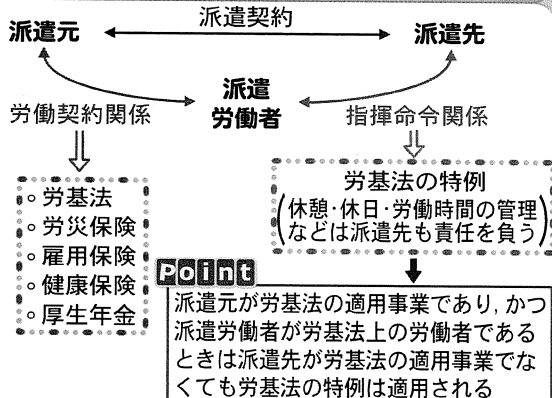 派遣契約
派遣元
派遣先
派遣
労働者
労働契約関係
指揮命令関係
○労基法
○労災保険
○雇用保険
○健康保険
○厚生年金
労基法の特例
(休憩・休日・労働時間の管理
などは派遣先も責任を負う)
Point
派遣元が労基法の適用事業であり,かつ
派遣労働者が労基法上の労働者である
ときは派遣先が労基法の適用事業でな
くても労基法の特例は適用される